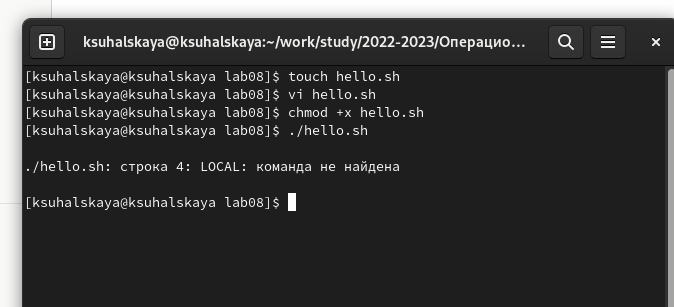 ksuhalskaya@ksuhalskaya:~/work/study/2022-2023/Операцио...
[ksuhalskaya@ksuhalskaya lab08]$ touch hello.sh
[ksuhalskaya@ksuhalskaya lab08]$ vi hello.sh
[ksuhalskaya@ksuhalskaya lab08]$ chmod +x hello.sh
[ksuhalskaya@ksuhalskaya lab08]$ ./hello.sh
./hello.sh: строка 4: LOCAL: команда не найдена
[ksuhalskaya@ksuhalskaya lab08]$